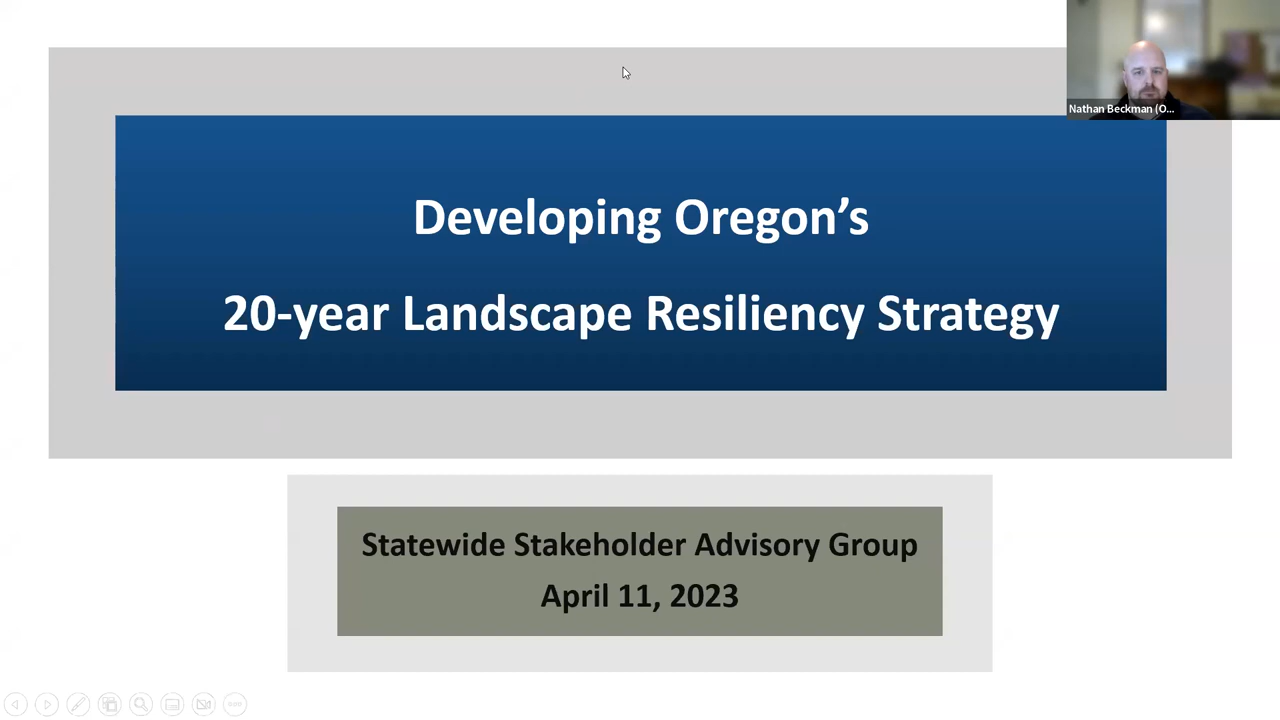 Nathan Beckman (O...
Developing Oregon's
20-year Landscape Resiliency Strategy
Statewide Stakeholder Advisory Group
April 11, 2023